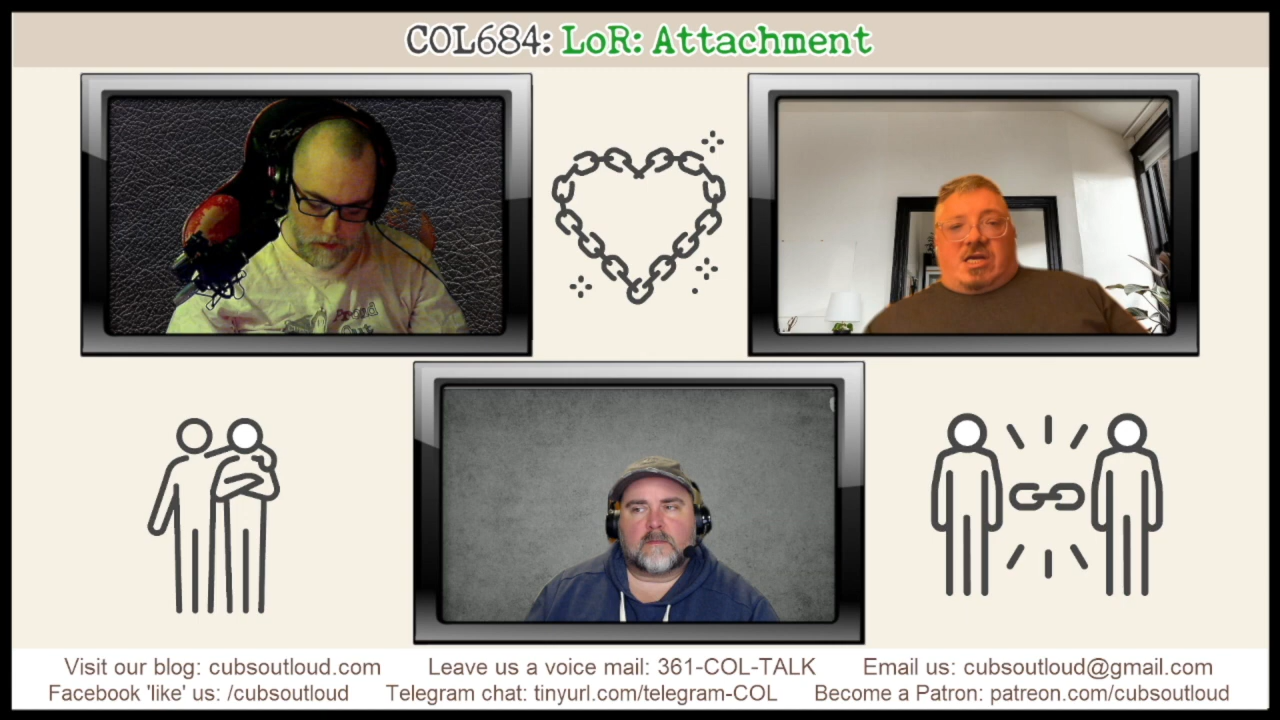 COL684: LoR: Attachment
Visit our blog: cubsoutloud.com Leave us a voice mail: 361-COL-TALK Email us: cubsoutloud@gmail.com
Facebook 'like' us: /cubsoutloud Telegram chat: tinyurl.com/telegram-COL Become a Patron: patreon.com/cubsoutloud